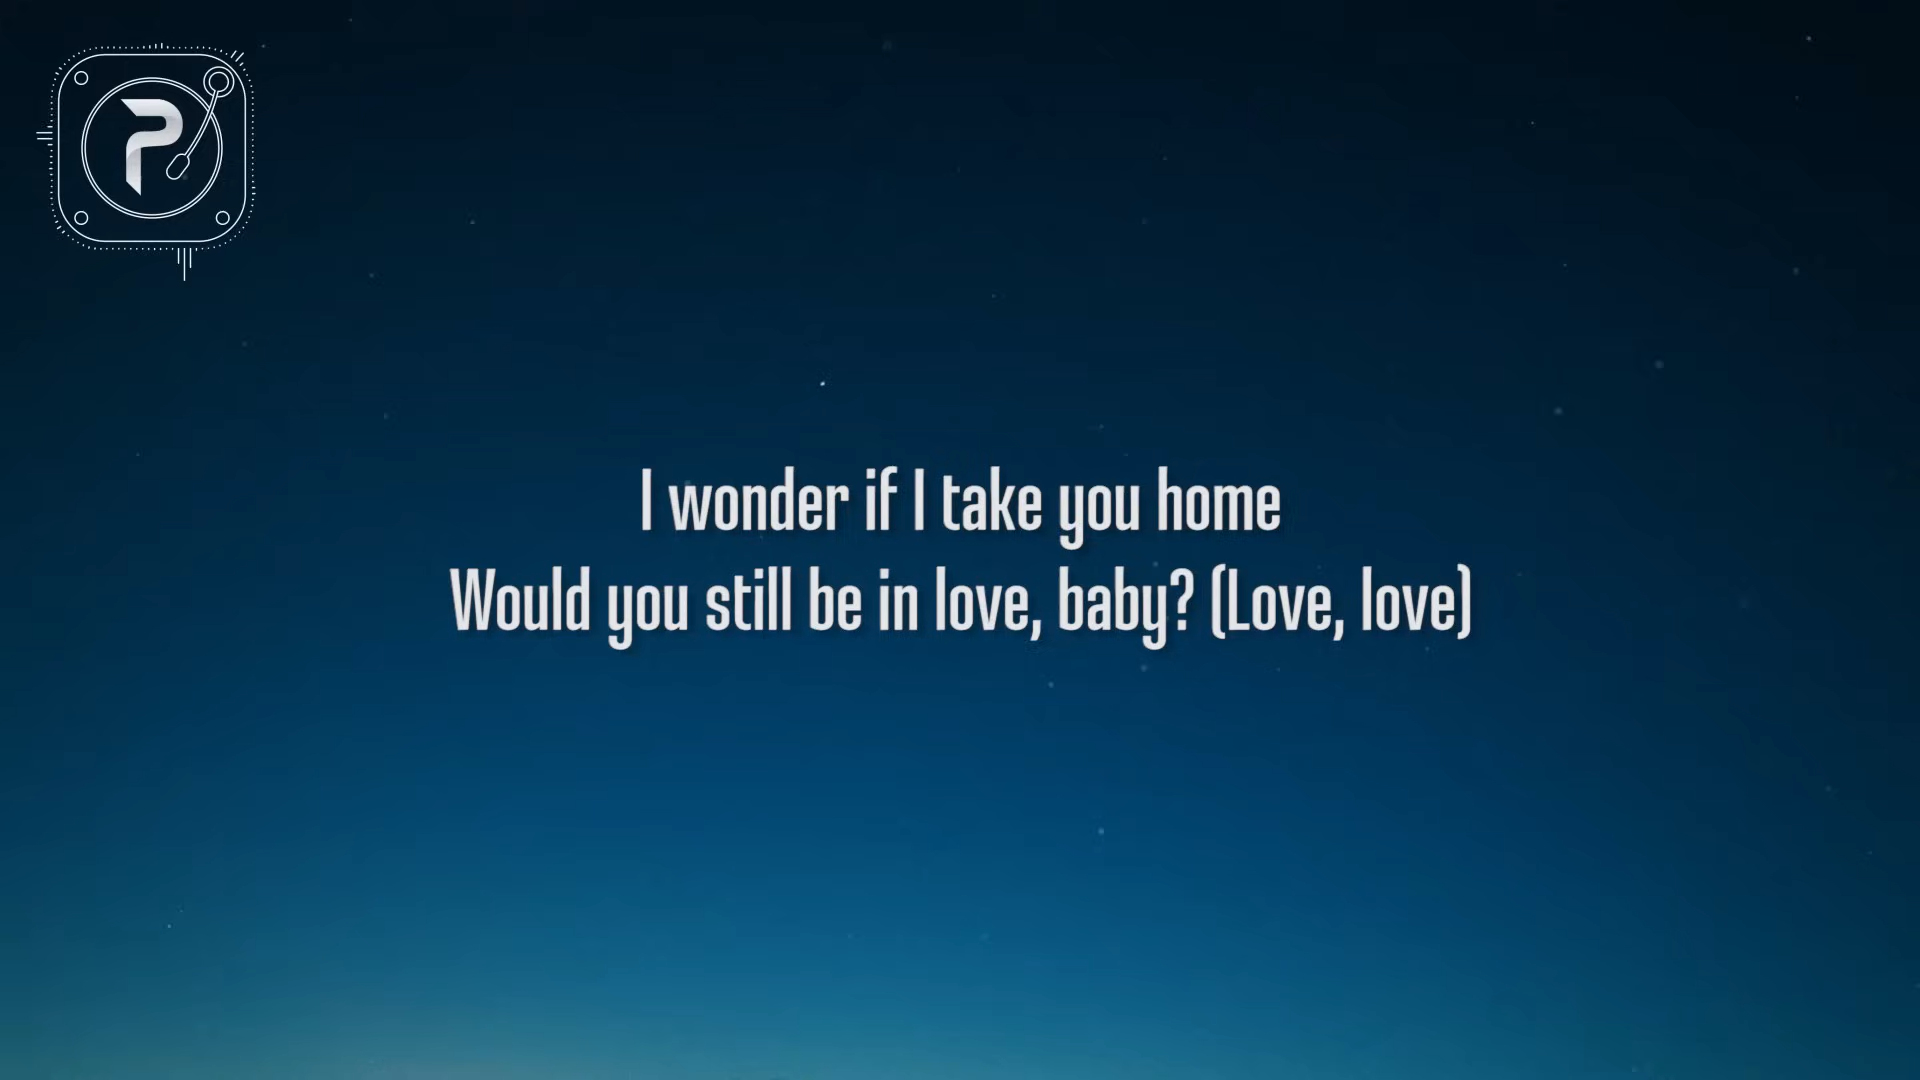 P
I wonder if I take you home
Would you still be in love, baby? (Love, love)